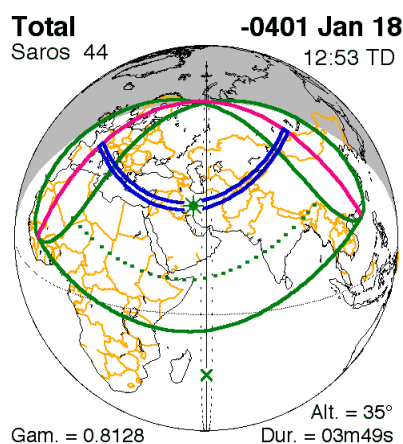 Total -0401 Jan 18
Saros 44 12:53 TD
Alt. = 35°
Gam. = 0.8128 Dur. = 03m49s